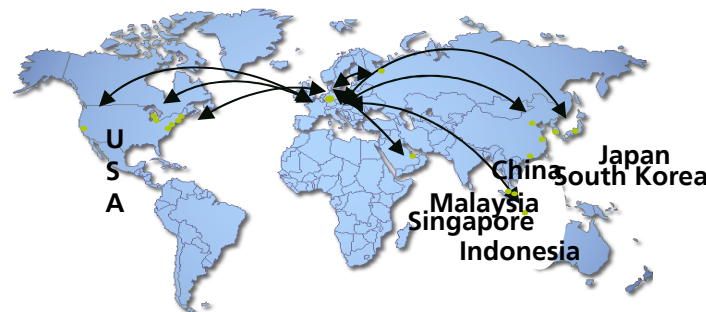 U
S
A
Japan
China
South Korea
Malaysia
Singapore
Indonesia